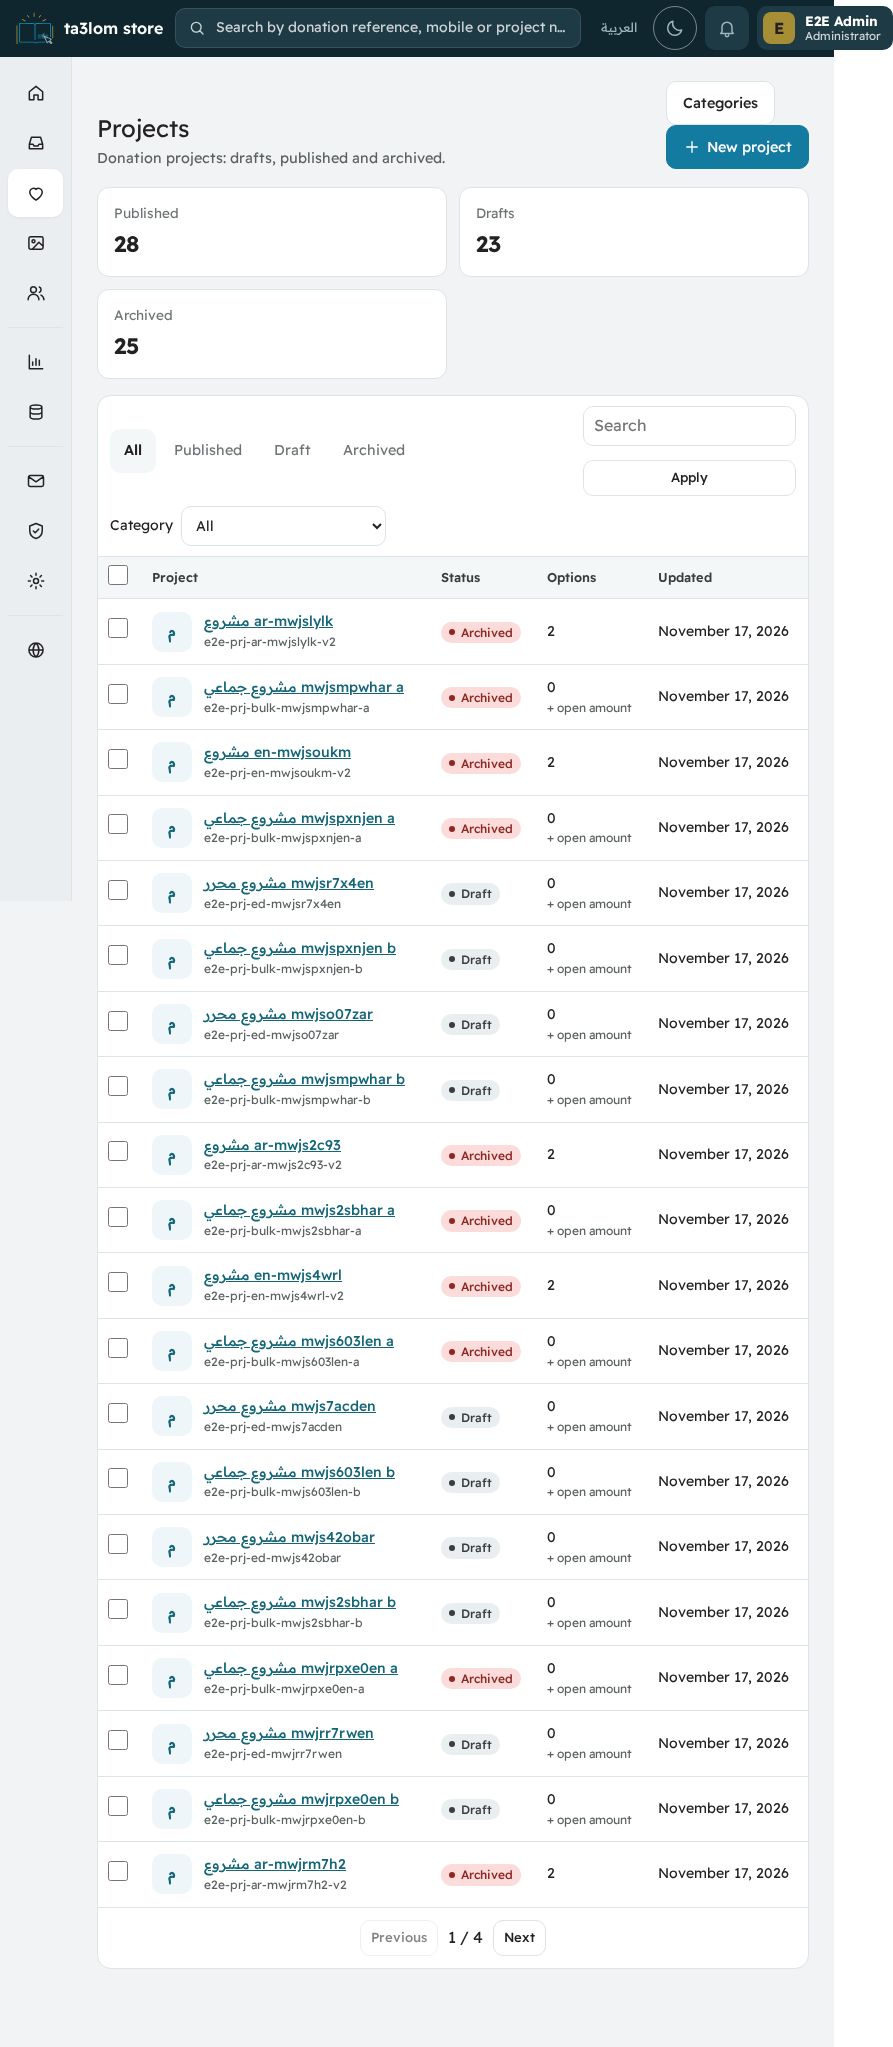 ta3lom store
Search by donation reference, mobile or project n…
العربية
E
E2E Admin
Administrator
Categories
Projects
Donation projects: drafts, published and archived.
+ New project
Published
28
Drafts
23
Archived
25
All Published Draft Archived
Search
Apply
Category All
Project Status Options Updated
م
مشروع ar-mwjslylk
e2e-prj-ar-mwjslylk-v2
Archived
2
November 17, 2026
م
مشروع جماعي mwjsmpwhar a
e2e-prj-bulk-mwjsmpwhar-a
Archived
0
+ open amount
November 17, 2026
م
مشروع en-mwjsoukm
e2e-prj-en-mwjsoukm-v2
Archived
2
November 17, 2026
م
مشروع جماعي mwjspxnjen a
e2e-prj-bulk-mwjspxnjen-a
Archived
0
+ open amount
November 17, 2026
م
مشروع محرر mwjsr7x4en
e2e-prj-ed-mwjsr7x4en
Draft
0
+ open amount
November 17, 2026
م
مشروع جماعي mwjspxnjen b
e2e-prj-bulk-mwjspxnjen-b
Draft
0
+ open amount
November 17, 2026
م
مشروع محرر mwjso07zar
e2e-prj-ed-mwjso07zar
Draft
0
+ open amount
November 17, 2026
م
مشروع جماعي mwjsmpwhar b
e2e-prj-bulk-mwjsmpwhar-b
Draft
0
+ open amount
November 17, 2026
م
مشروع ar-mwjs2c93
e2e-prj-ar-mwjs2c93-v2
Archived
2
November 17, 2026
م
مشروع جماعي mwjs2sbhar a
e2e-prj-bulk-mwjs2sbhar-a
Archived
0
+ open amount
November 17, 2026
م
مشروع en-mwjs4wrl
e2e-prj-en-mwjs4wrl-v2
Archived
2
November 17, 2026
م
مشروع جماعي mwjs603len a
e2e-prj-bulk-mwjs603len-a
Archived
0
+ open amount
November 17, 2026
م
مشروع محرر mwjs7acden
e2e-prj-ed-mwjs7acden
Draft
0
+ open amount
November 17, 2026
م
مشروع جماعي mwjs603len b
e2e-prj-bulk-mwjs603len-b
Draft
0
+ open amount
November 17, 2026
م
مشروع محرر mwjs42obar
e2e-prj-ed-mwjs42obar
Draft
0
+ open amount
November 17, 2026
م
مشروع جماعي mwjs2sbhar b
e2e-prj-bulk-mwjs2sbhar-b
Draft
0
+ open amount
November 17, 2026
م
مشروع جماعي mwjrpxe0en a
e2e-prj-bulk-mwjrpxe0en-a
Archived
0
+ open amount
November 17, 2026
م
مشروع محرر mwjrr7rwen
e2e-prj-ed-mwjrr7rwen
Draft
0
+ open amount
November 17, 2026
م
مشروع جماعي mwjrpxe0en b
e2e-prj-bulk-mwjrpxe0en-b
Draft
0
+ open amount
November 17, 2026
م
مشروع ar-mwjrm7h2
e2e-prj-ar-mwjrm7h2-v2
Archived
2
November 17, 2026
Previous 1 / 4 Next